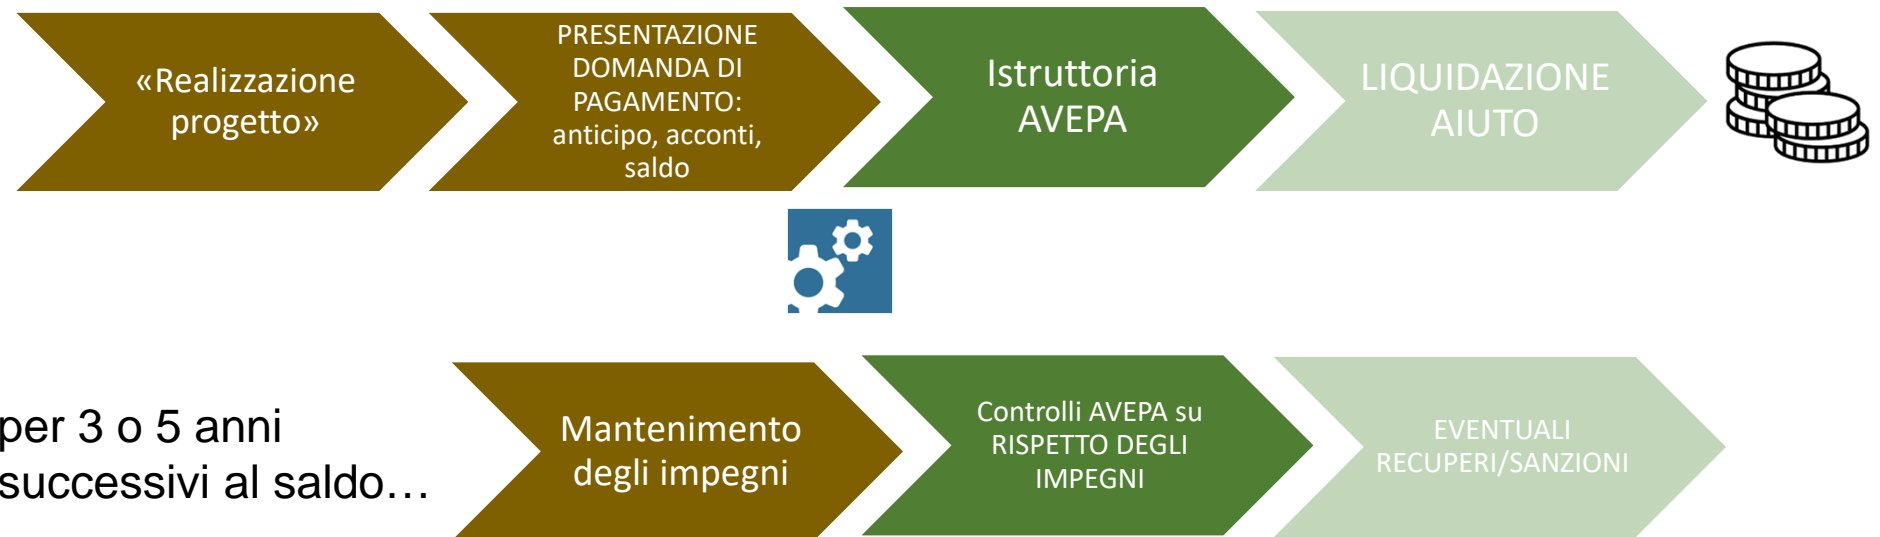 «Realizzazione
progetto»
PRESENTAZIONE
DOMANDA DI
PAGAMENTO:
anticipo, acconti,
saldo
Istruttoria
AVEPA
LIQUIDAZIONE
AIUTO
per 3 o 5 anni
successivi al saldo…
Mantenimento
degli impegni
Controlli AVEPA su
RISPETTO DEGLI
IMPEGNI
EVENTUALI
RECUPERI/SANZIONI